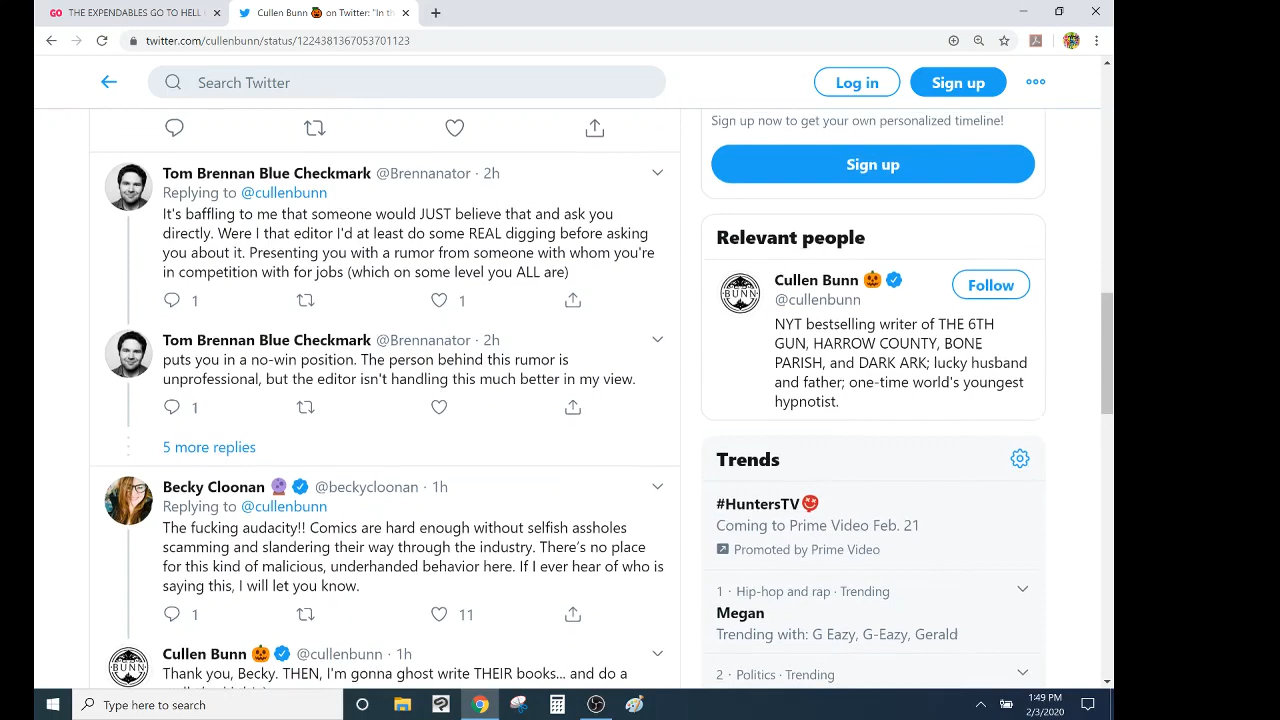 THE EXPENDABLES GO TO HELL
Cullen Bunn 🎃 on Twitter: "In th
twitter.com/cullenbunn/status/1224381367053701123
Search Twitter
Log in
Sign up
Sign up now to get your own personalized timeline!
Sign up
Tom Brennan Blue Checkmark @Brennanator · 2h
Replying to @cullenbunn
It's baffling to me that someone would JUST believe that and ask you
directly. Were I that editor I'd at least do some REAL digging before asking
you about it. Presenting you with a rumor from someone with whom you're
in competition with for jobs (which on some level you ALL are)
1
1
Tom Brennan Blue Checkmark @Brennanator · 2h
puts you in a no-win position. The person behind this rumor is
unprofessional, but the editor isn't handling this much better in my view.
1
5 more replies
Becky Cloonan 🔮 @beckycloonan · 1h
Replying to @cullenbunn
The fucking audacity!! Comics are hard enough without selfish assholes
scamming and slandering their way through the industry. There's no place
for this kind of malicious, underhanded behavior here. If I ever hear of who is
saying this, I will let you know.
1
11
Cullen Bunn 🎃 @cullenbunn · 1h
Thank you, Becky. THEN, I'm gonna ghost write THEIR books... and do a
Relevant people
BUNN
Cullen Bunn 🎃
@cullenbunn
Follow
NYT bestselling writer of THE 6TH
GUN, HARROW COUNTY, BONE
PARISH, and DARK ARK; lucky husband
and father; one-time world's youngest
hypnotist.
Trends
#HuntersTV
Coming to Prime Video Feb. 21
Promoted by Prime Video
1 · Hip-hop and rap · Trending
Megan
Trending with: G Eazy, G-Eazy, Gerald
2 · Politics · Trending
BUNN
Type here to search
1:49 PM
2/3/2020